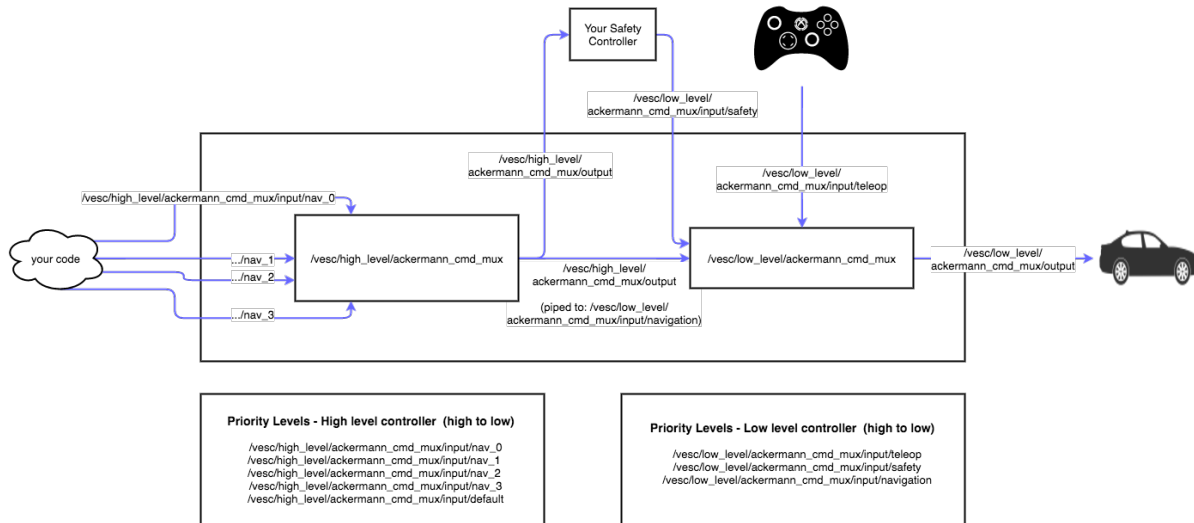 Your Safety
Controller
/vesc/low_level/
ackermann_cmd_mux/input/safety
/vesc/high_level/
ackermann_cmd_mux/output
/vesc/low_level/
ackermann_cmd_mux/input/teleop
/vesc/high_level/ackermann_cmd_mux/input/nav_0
your code
.../nav_1
.../nav_2
.../nav_3
/vesc/high_level/ackermann_cmd_mux
/vesc/high_level/
ackermann_cmd_mux/output
(piped to: /vesc/low_level/
ackermann_cmd_mux/input/navigation)
/vesc/low_level/ackermann_cmd_mux
/vesc/low_level/
ackermann_cmd_mux/output
Priority Levels - High level controller (high to low)
/vesc/high_level/ackermann_cmd_mux/input/nav_0
/vesc/high_level/ackermann_cmd_mux/input/nav_1
/vesc/high_level/ackermann_cmd_mux/input/nav_2
/vesc/high_level/ackermann_cmd_mux/input/nav_3
/vesc/high_level/ackermann_cmd_mux/input/default
Priority Levels - Low level controller (high to low)
/vesc/low_level/ackermann_cmd_mux/input/teleop
/vesc/low_level/ackermann_cmd_mux/input/safety
/vesc/low_level/ackermann_cmd_mux/input/navigation